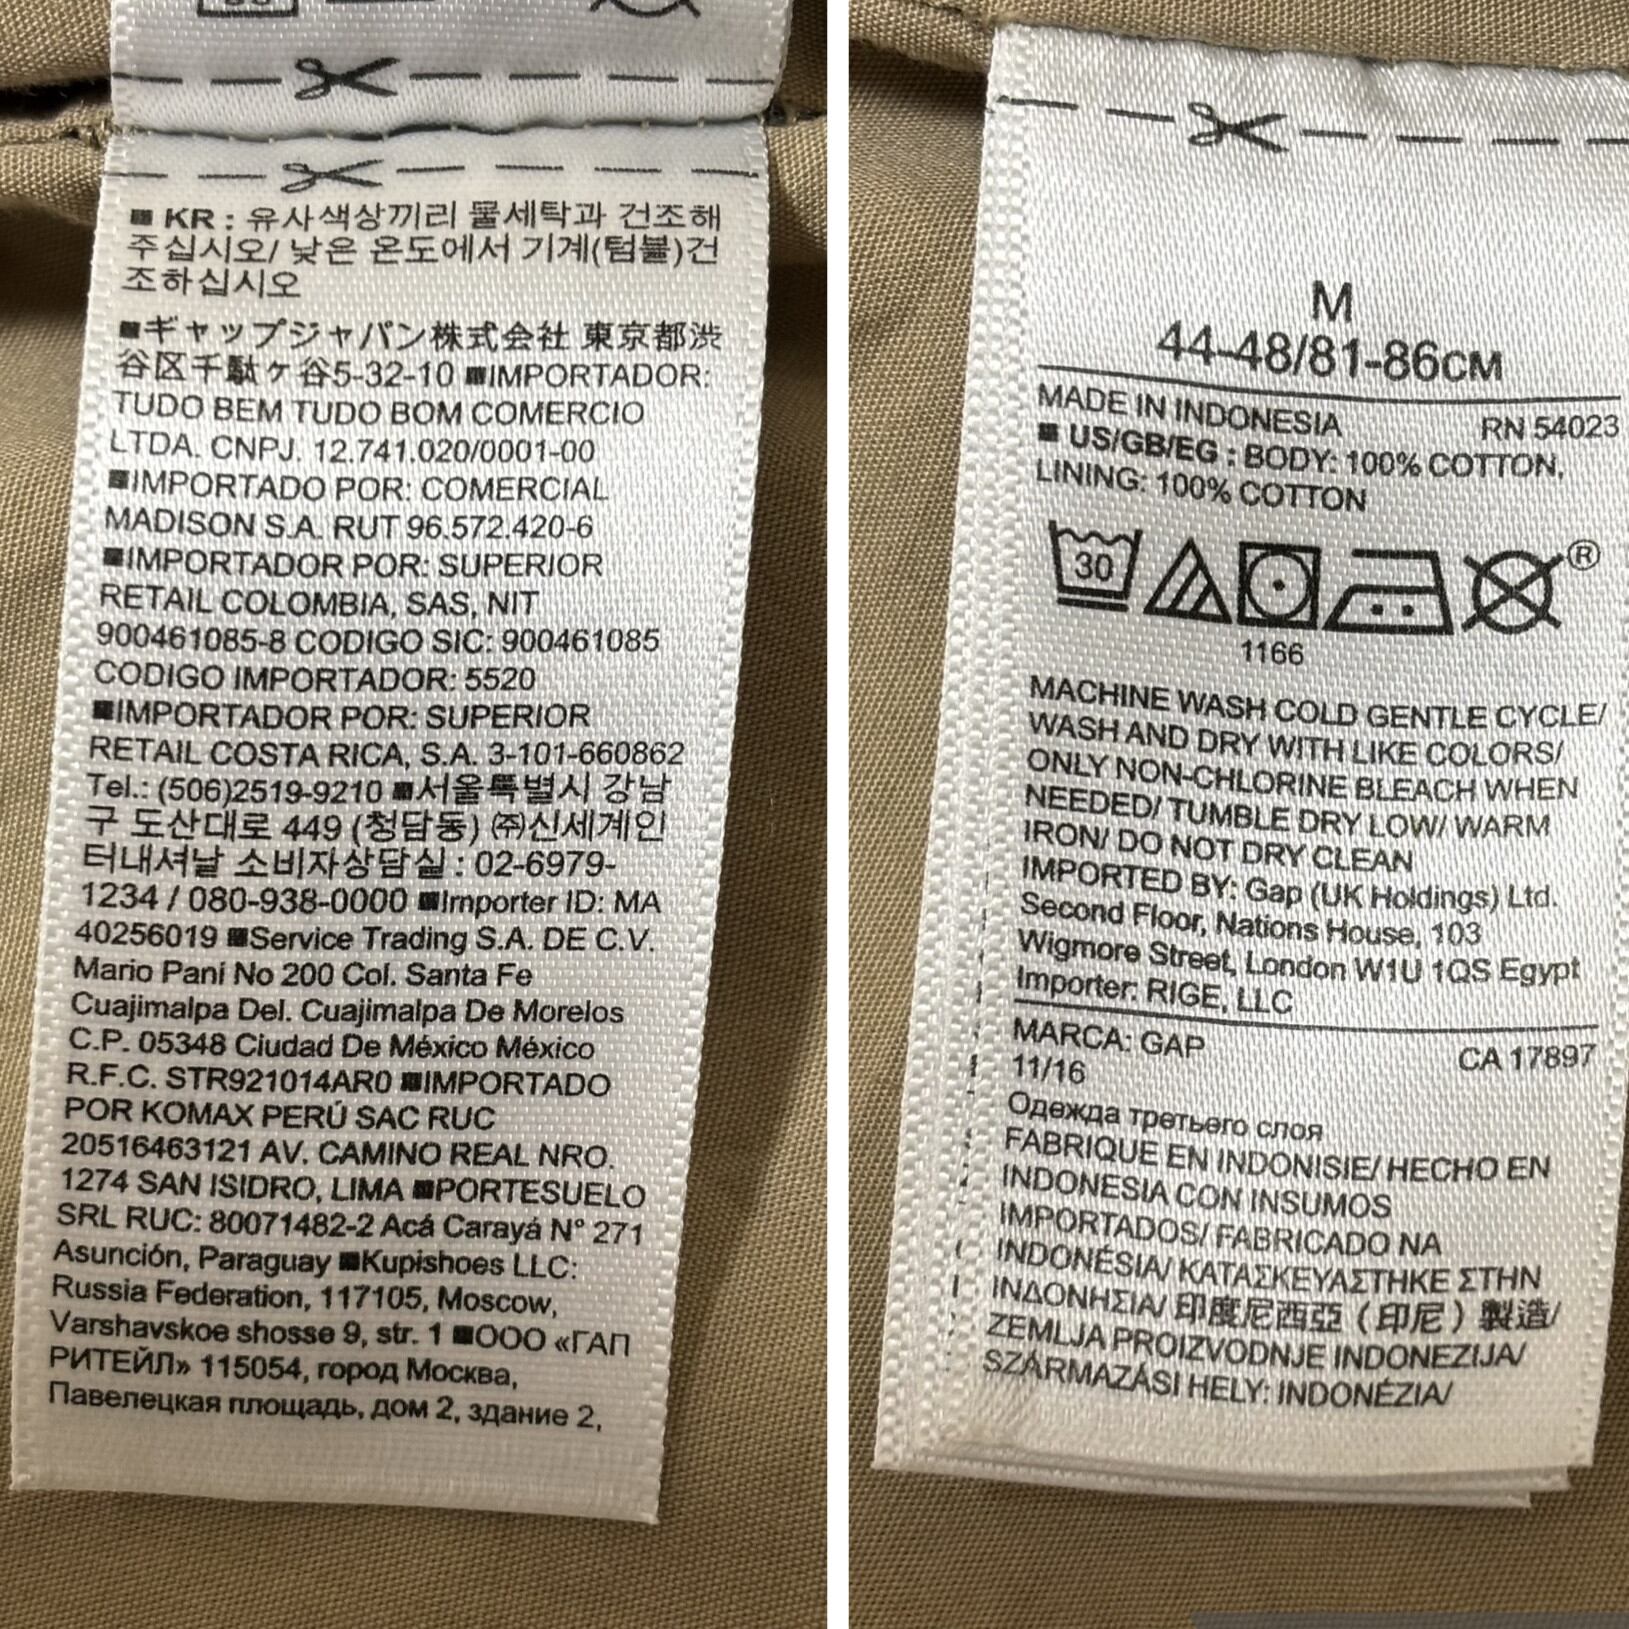 ■ KR : 유사색상끼리 물세탁과 건조해
주십시오/ 낮은 온도에서 기계(텀블)건
조하십시오
■ギャップジャパン株式会社 東京都渋
谷区千駄ヶ谷5-32-10 ■IMPORTADOR:
TUDO BEM TUDO BOM COMERCIO
LTDA. CNPJ. 12.741.020/0001-00
■IMPORTADO POR: COMERCIAL
MADISON S.A. RUT 96.572.420-6
■IMPORTADOR POR: SUPERIOR
RETAIL COLOMBIA, SAS, NIT
900461085-8 CODIGO SIC: 900461085
CODIGO IMPORTADOR: 5520
■IMPORTADOR POR: SUPERIOR
RETAIL COSTA RICA, S.A. 3-101-660862
Tel.: (506)2519-9210 ■서울특별시 강남
구 도산대로 449 (청담동) ㈜신세계인
터내셔날 소비자상담실 : 02-6979-
1234 / 080-938-0000 ■Importer ID: MA
40256019 ■Service Trading S.A. DE C.V.
Mario Pani No 200 Col. Santa Fe
Cuajimalpa Del. Cuajimalpa De Morelos
C.P. 05348 Ciudad De México México
R.F.C. STR921014AR0 ■IMPORTADO
POR KOMAX PERÚ SAC RUC
20516463121 AV. CAMINO REAL NRO.
1274 SAN ISIDRO, LIMA ■PORTESUELO
SRL RUC: 80071482-2 Acá Carayá N° 271
Asunción, Paraguay ■Kupishoes LLC:
Russia Federation, 117105, Moscow,
Varshavskoe shosse 9, str. 1 ■ООО «ГАП
РИТЕЙЛ» 115054, город Москва,
Павелецкая площадь, дом 2, здание 2,
M
44-48/81-86CM
MADE IN INDONESIA RN 54023
■ US/GB/EG : BODY: 100% COTTON,
LINING: 100% COTTON
30 ®
1166
MACHINE WASH COLD GENTLE CYCLE/
WASH AND DRY WITH LIKE COLORS/
ONLY NON-CHLORINE BLEACH WHEN
NEEDED/ TUMBLE DRY LOW/ WARM
IRON/ DO NOT DRY CLEAN
IMPORTED BY: Gap (UK Holdings) Ltd.
Second Floor, Nations House, 103
Wigmore Street, London W1U 1QS Egypt
Importer: RIGE, LLC
MARCA: GAP CA 17897
11/16
Одежда третьего слоя
FABRIQUE EN INDONISIE/ HECHO EN
INDONESIA CON INSUMOS
IMPORTADOS/ FABRICADO NA
INDONÉSIA/ ΚΑΤΑΣΚΕΥΑΣΤΗΚΕ ΣΤΗΝ
ΙΝΔΟΝΗΣΙΑ/ 印度尼西亞（印尼）製造/
ZEMLJA PROIZVODNJE INDONEZIJA/
SZÁRMAZÁSI HELY: INDONÉZIA/